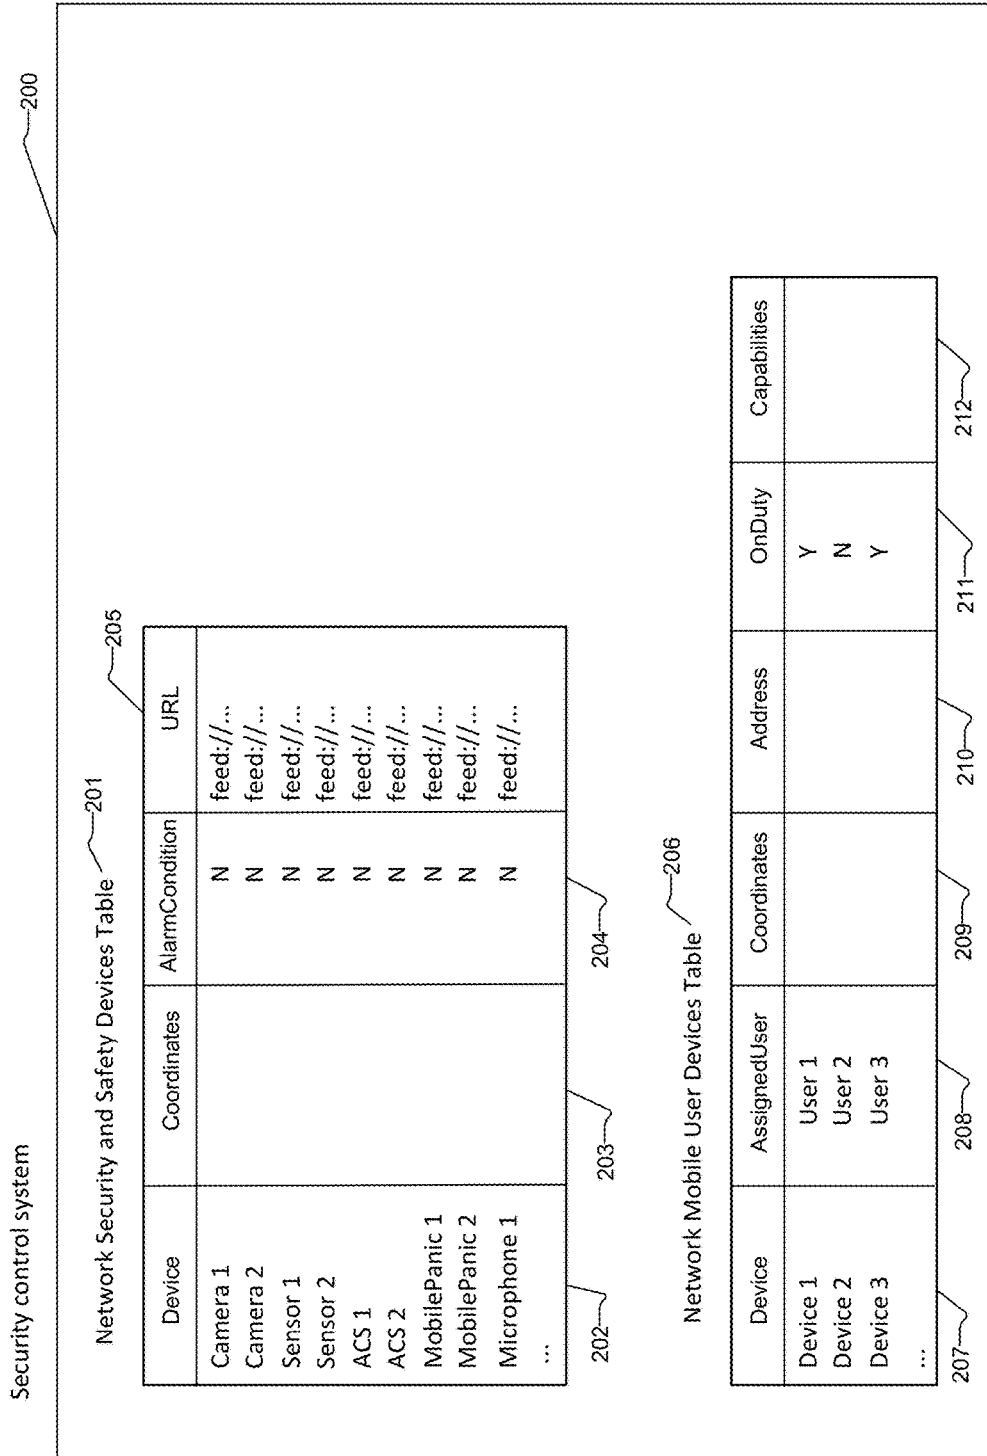 Security control system
200
Network Security and Safety Devices Table 201
205
Device Coordinates AlarmCondition URL
Camera 1 N feed://...
Camera 2 N feed://...
Sensor 1 N feed://...
Sensor 2 N feed://...
ACS 1 N feed://...
ACS 2 N feed://...
MobilePanic 1 N feed://...
MobilePanic 2 N feed://...
Microphone 1 N feed://...
...
202 203 204
Network Mobile User Devices Table 206
Device AssignedUser Coordinates Address OnDuty Capabilities
Device 1 User 1 Y
Device 2 User 2 N
Device 3 User 3 Y
...
207 208 209 210 211 212